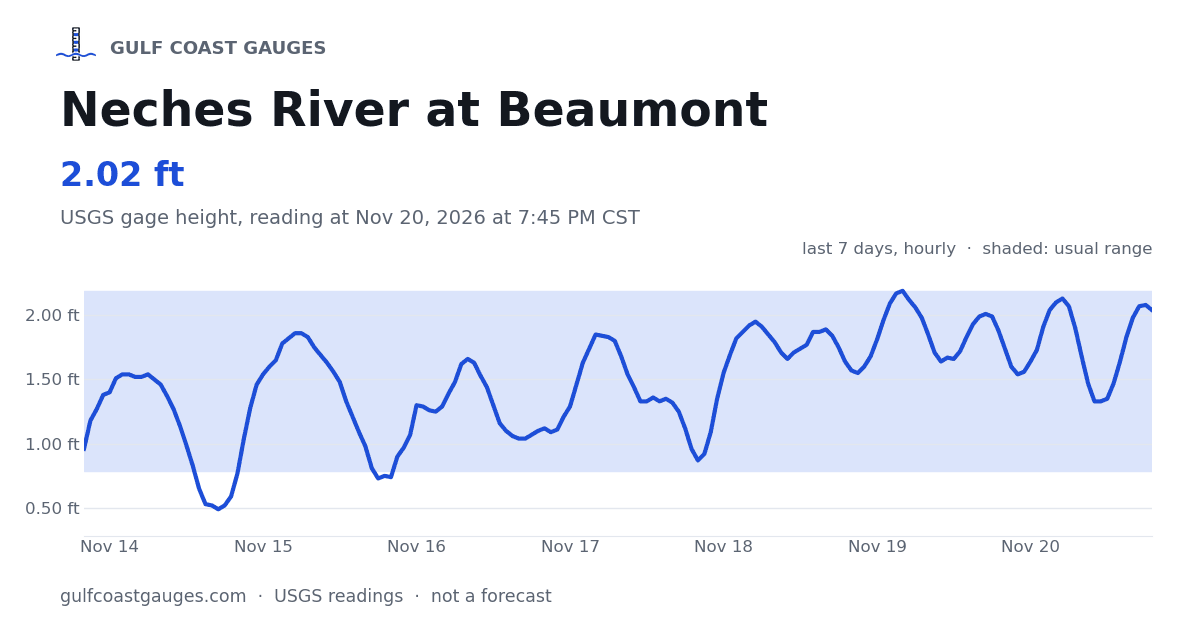 GULF COAST GAUGES
Neches River at Beaumont
2.02 ft
USGS gage height, reading at Nov 20, 2026 at 7:45 PM CST
last 7 days, hourly · shaded: usual range
2.00 ft
1.50 ft
1.00 ft
0.50 ft
Nov 14 Nov 15 Nov 16 Nov 17 Nov 18 Nov 19 Nov 20
gulfcoastgauges.com · USGS readings · not a forecast